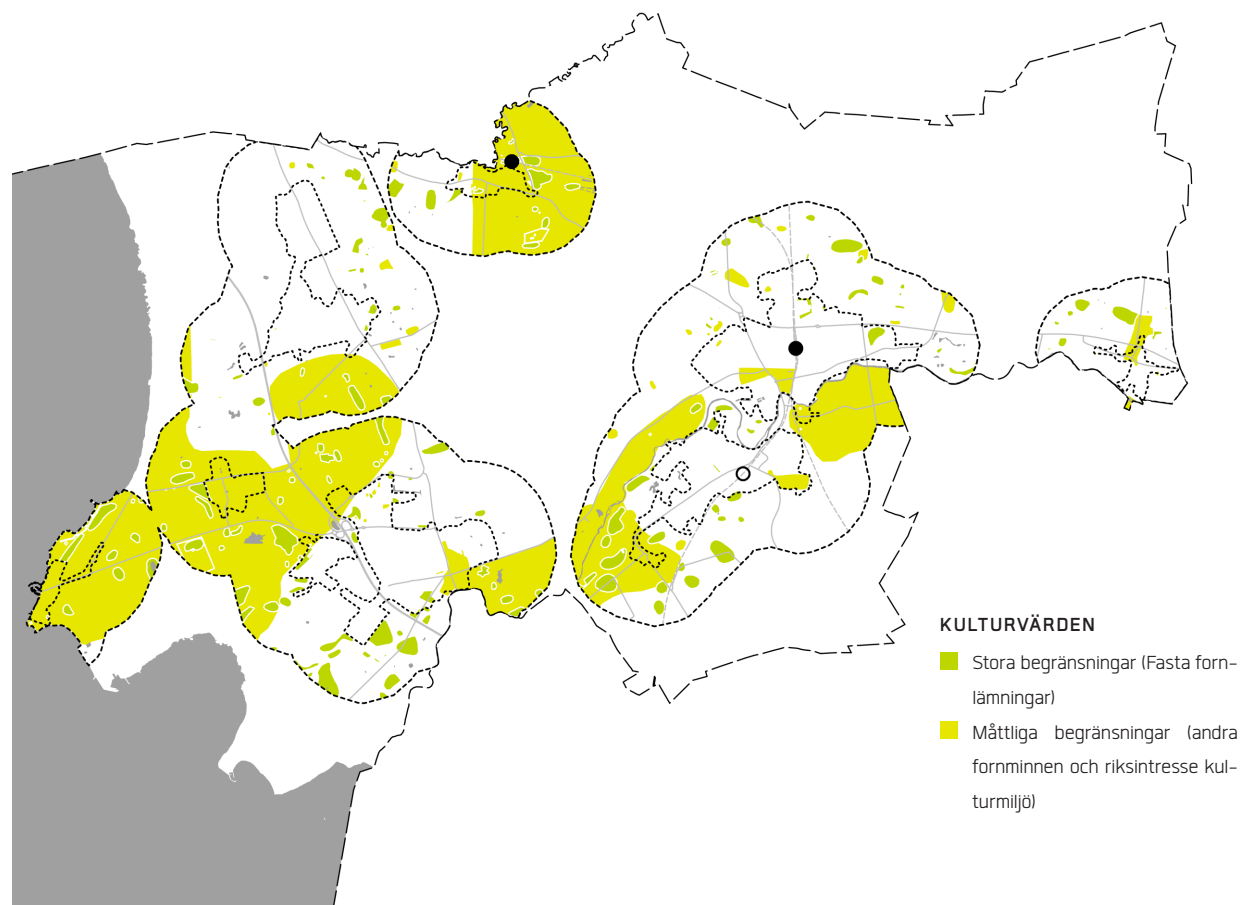 KULTURVÄRDEN
Stora begränsningar (Fasta forn-
lämningar)
Måttliga begränsningar (andra
fornminnen och riksintresse kul-
turmiljö)